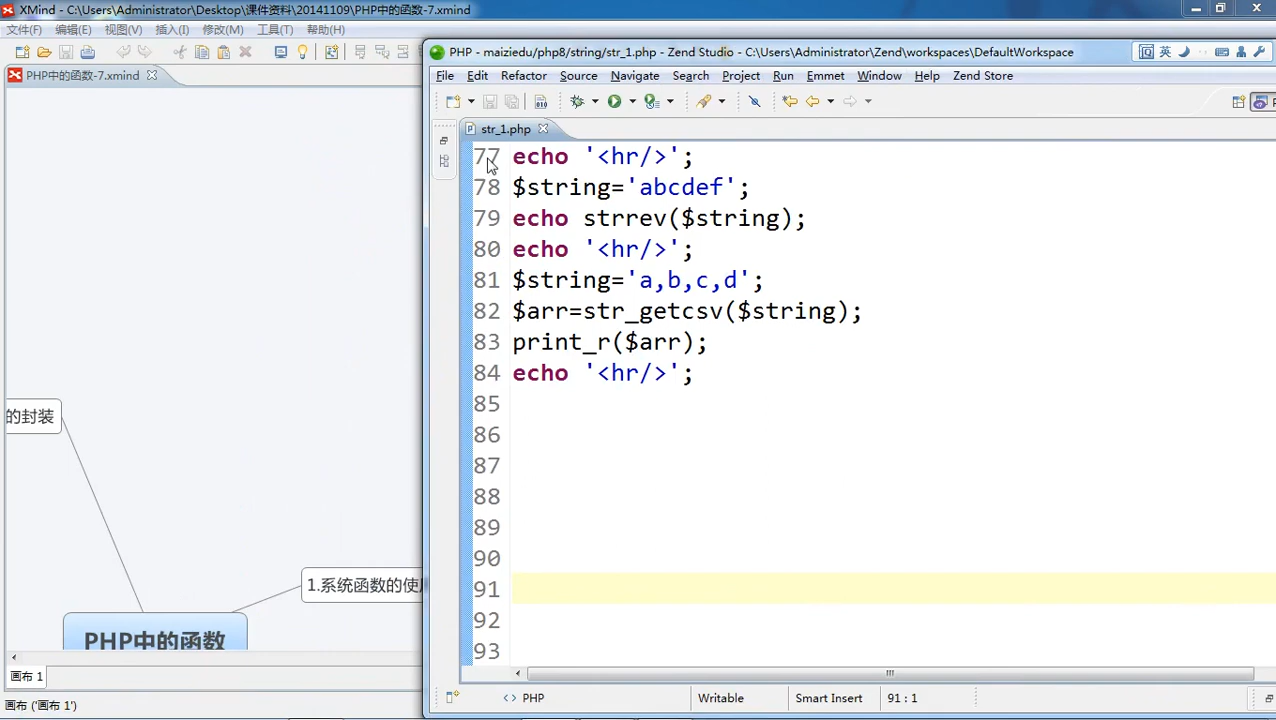 XMind - C:\Users\Administrator\Desktop\课件资料\20141109\PHP中的函数-7.xmind
文件(F) 编辑(E) 视图(V) 插入(I) 修改(M) 工具(T) 帮助(H)
PHP中的函数-7.xmind
的封装
1.系统函数的使
PHP中的函数
画布 1
画布 ('画布 1')
PHP - maiziedu/php8/string/str_1.php - Zend Studio - C:\Users\Administrator\Zend\workspaces\DefaultWorkspace
英
File Edit Refactor Source Navigate Search Project Run Emmet Window Help Zend Store
str_1.php
77 echo '<hr/>';
78 $string='abcdef';
79 echo strrev($string);
80 echo '<hr/>';
81 $string='a,b,c,d';
82 $arr=str_getcsv($string);
83 print_r($arr);
84 echo '<hr/>';
85
86
87
88
89
90
91
92
93
<> PHP Writable Smart Insert 91 : 1